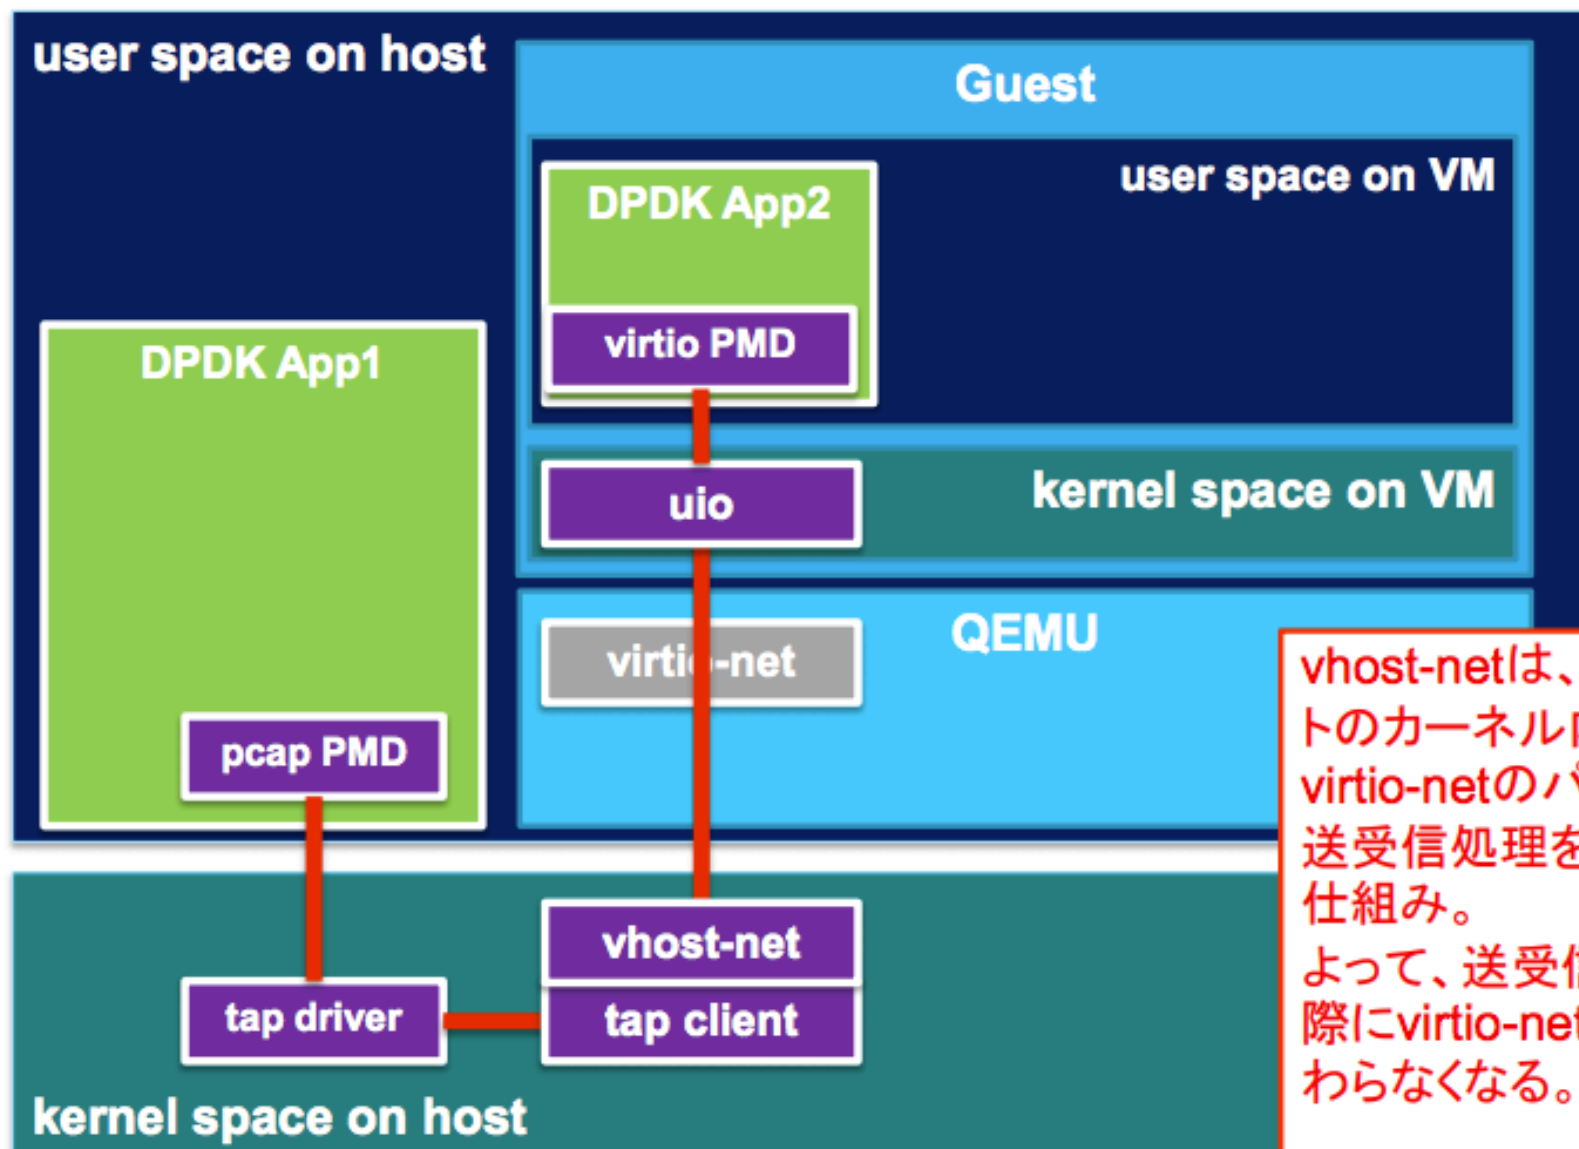 user space on host
Guest
user space on VM
DPDK App2
virtio PMD
DPDK App1
kernel space on VM
uio
QEMU
virtio-net
pcap PMD
vhost-net
tap driver
tap client
kernel space on host
vhost-netは、
トのカーネル
virtio-netのパ
送受信処理を
仕組み。
よって、送受
際にvirtio-net
わらなくなる。